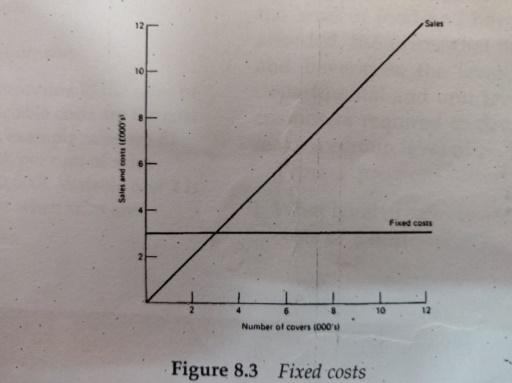 12
Sales
10
8
6
4
2
Sales and costs (£000's)
Fixed costs
2 4 6 8 10 12
Number of covers (000's)
Figure 8.3 Fixed costs